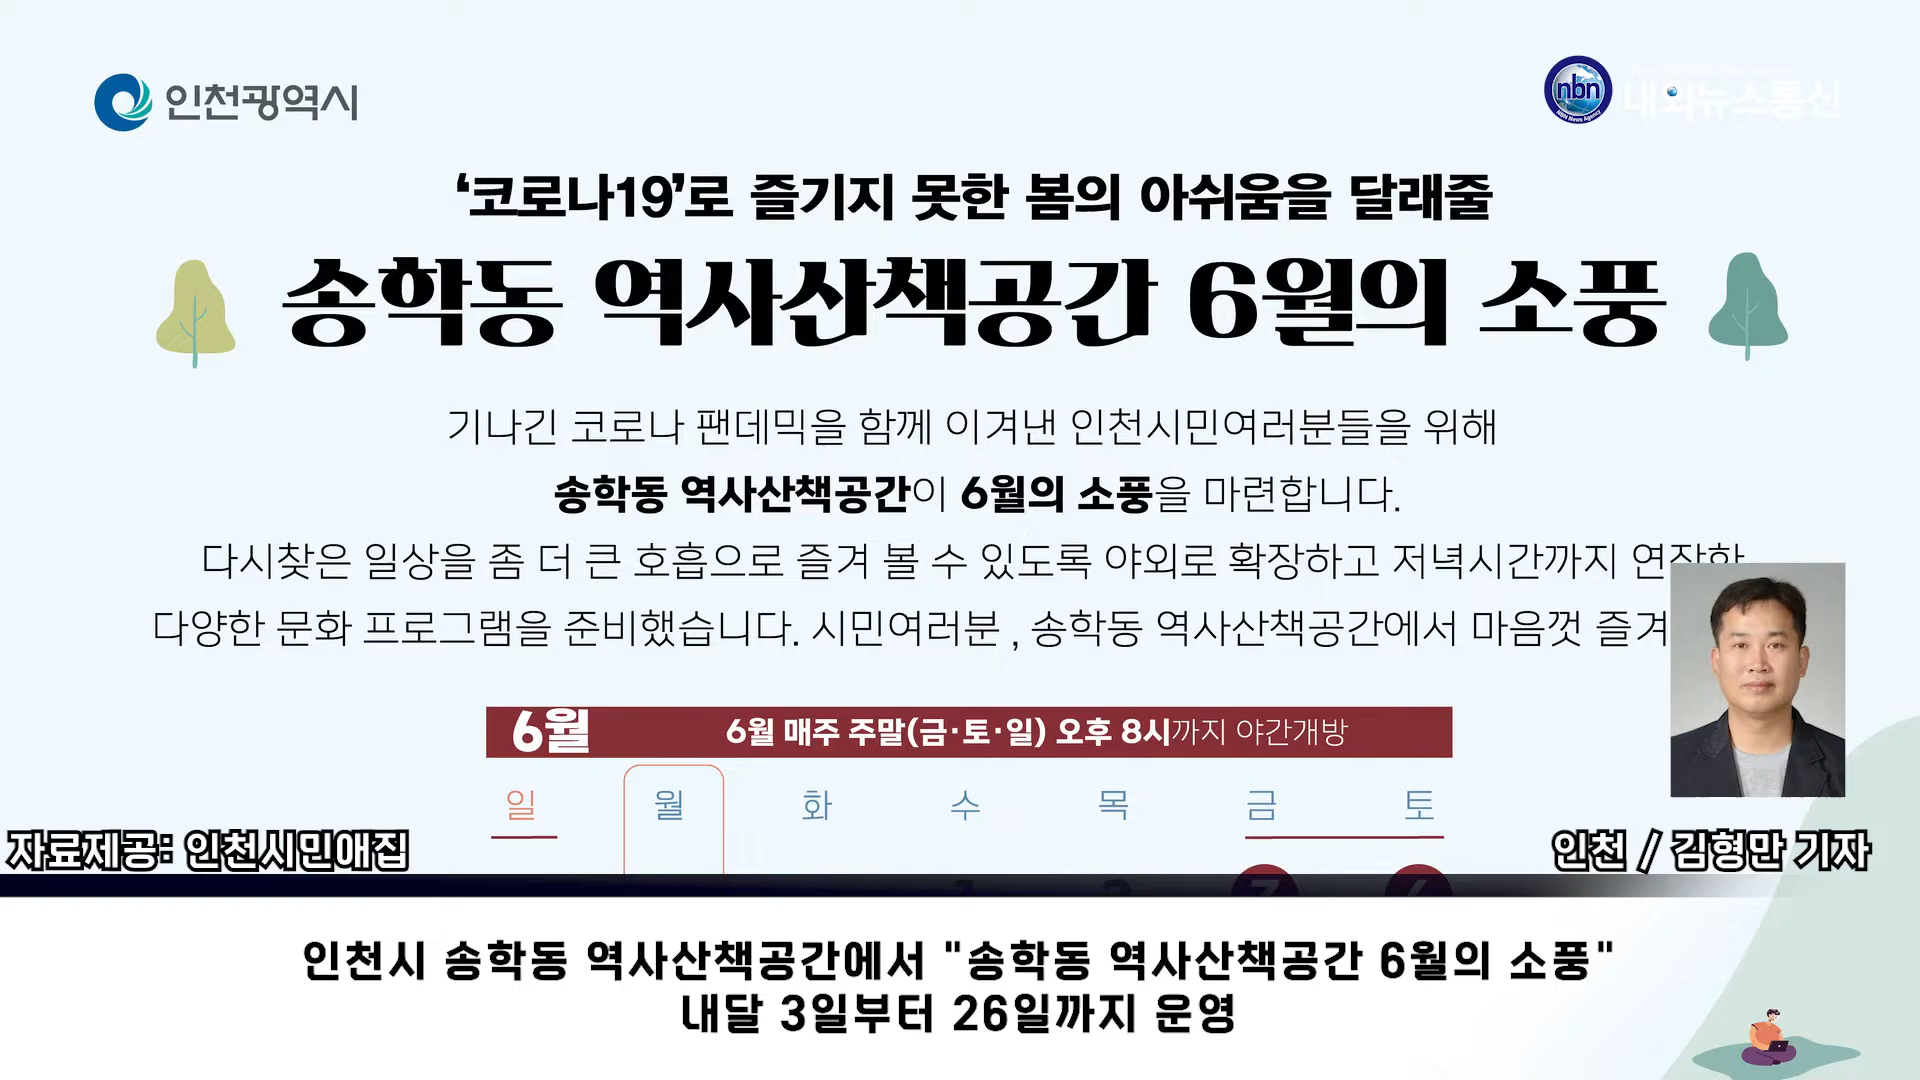 인천광역시
nbn
NBN News Agency
내외뉴스통신
‘코로나19’로 즐기지 못한 봄의 아쉬움을 달래줄
송학동 역사산책공간 6월의 소풍
기나긴 코로나 팬데믹을 함께 이겨낸 인천시민여러분들을 위해
송학동 역사산책공간이 6월의 소풍을 마련합니다.
다시찾은 일상을 좀 더 큰 호흡으로 즐겨 볼 수 있도록 야외로 확장하고 저녁시간까지 연장한
다양한 문화 프로그램을 준비했습니다. 시민여러분 , 송학동 역사산책공간에서 마음껏 즐겨
6월 6월 매주 주말(금·토·일) 오후 8시까지 야간개방
일 월 화 수 목 금 토
자료제공: 인천시민애집
인천 / 김형만 기자
인천시 송학동 역사산책공간에서 "송학동 역사산책공간 6월의 소풍"
내달 3일부터 26일까지 운영